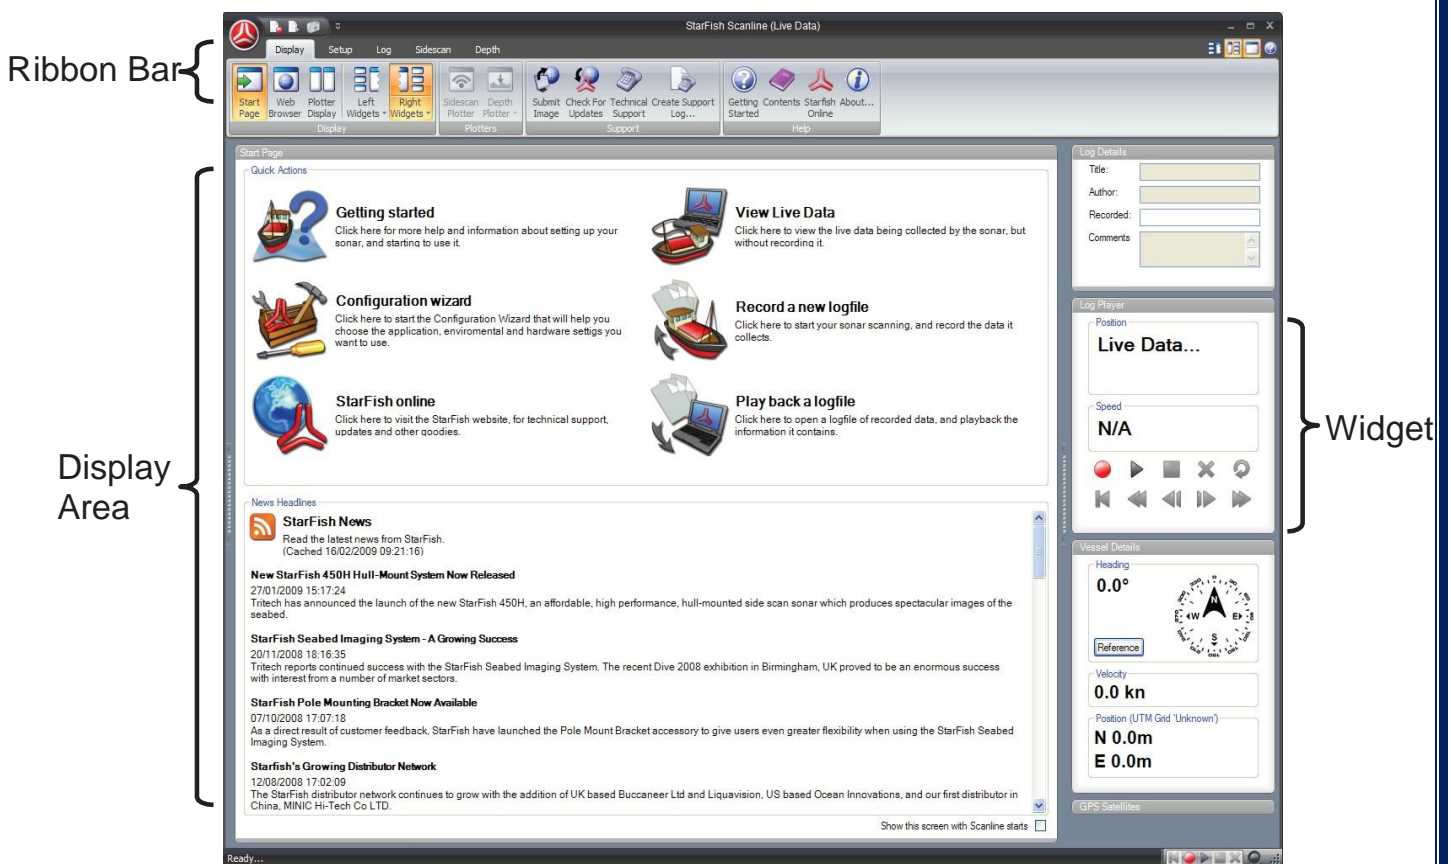 StarFish Scanline (Live Data)
Ribbon Bar
Display Setup Log Sidescan Depth
Start Page
Web Browser
Plotter Display
Left Widgets
Right Widgets
Sidescan Plotter
Depth Plotter
Submit Image
Check For Updates
Technical Support
Create Support Log...
Getting Started
Contents
Starfish Online
About...
Display Plotters Support Help
Start Page
Quick Actions
Getting started
Click here for more help and information about setting up your
sonar, and starting to use it.
View Live Data
Click here to view the live data being collected by the sonar, but
without recording it.
Configuration wizard
Click here to start the Configuration Wizard that will help you
choose the application, enviromental and hardware settigs you
want to use.
Record a new logfile
Click here to start your sonar scanning, and record the data it
collects.
StarFish online
Click here to visit the StarFish website, for technical support,
updates and other goodies.
Play back a logfile
Click here to open a logfile of recorded data, and playback the
information it contains.
Display
Area
News Headlines
StarFish News
Read the latest news from StarFish.
(Cached 16/02/2009 09:21:16)
New StarFish 450H Hull-Mount System Now Released
27/01/2009 15:17:24
Tritech has announced the launch of the new StarFish 450H, an affordable, high performance, hull-mounted side scan sonar which produces spectacular images of the
seabed.
StarFish Seabed Imaging System - A Growing Success
20/11/2008 18:16:35
Tritech reports continued success with the StarFish Seabed Imaging System. The recent Dive 2008 exhibition in Birmingham, UK proved to be an enormous success
with interest from a number of market sectors.
StarFish Pole Mounting Bracket Now Available
07/10/2008 17:07:18
As a direct result of customer feedback, StarFish have launched the Pole Mount Bracket accessory to give users even greater flexibility when using the StarFish Seabed
Imaging System.
Starfish's Growing Distributor Network
12/08/2008 17:02:09
The StarFish distributor network continues to grow with the addition of UK based Buccaneer Ltd and Liquavision, US based Ocean Innovations, and our first distributor in
China, MINIC Hi-Tech Co LTD.
Show this screen with Scanline starts
Log Details
Title:
Author:
Recorded:
Comments
Log Player
Position
Live Data...
Speed
N/A
Widget
Vessel Details
Heading
0.0°
N
W E
S
Reference
Velocity
0.0 kn
Position (UTM Grid 'Unknown')
N 0.0m
E 0.0m
GPS Satellites
Ready...